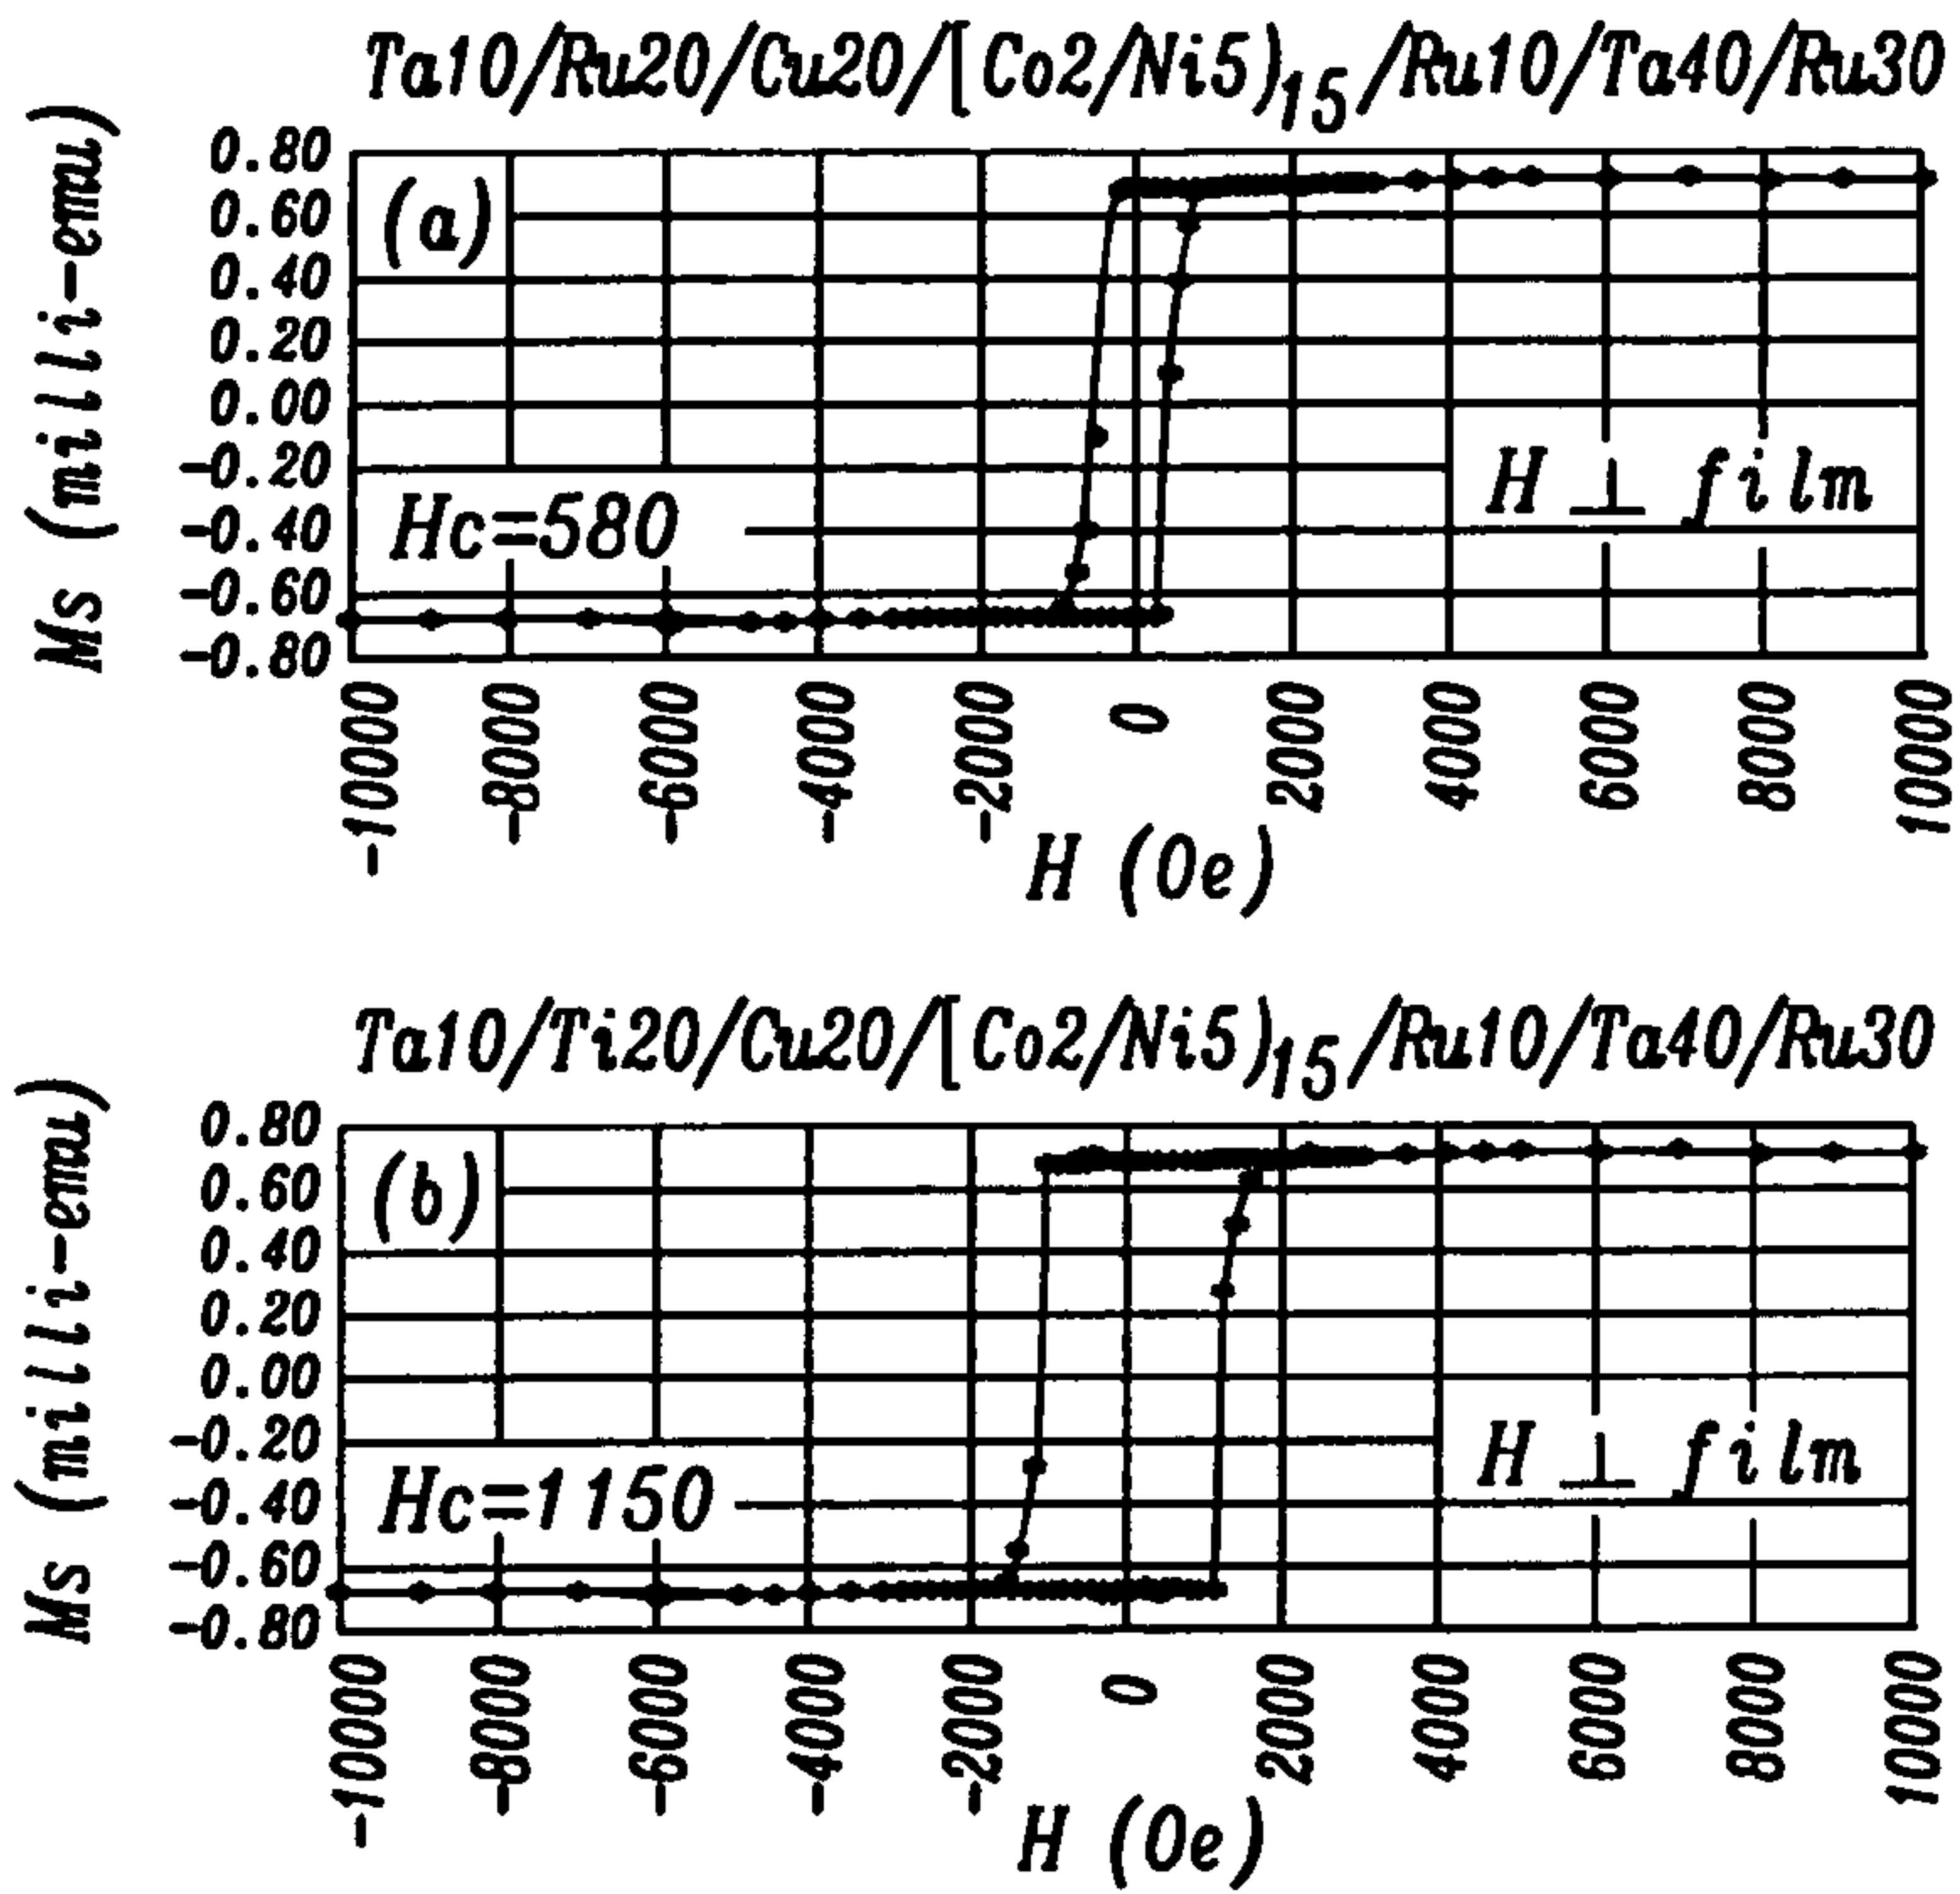 Ta10/Ru20/Cu20/[Co2/Ni5)15/Ru10/Ta40/Ru30
Ms (milli-emu)
0.80
0.60
0.40
0.20
0.00
-0.20
-0.40
-0.60
-0.80
(a)
Hc=580
H ⊥ film
-10000 -8000 -6000 -4000 -2000 0 2000 4000 6000 8000 10000
H (Oe)
Ta10/Ti20/Cu20/[Co2/Ni5)15/Ru10/Ta40/Ru30
Ms (milli-emu)
0.80
0.60
0.40
0.20
0.00
-0.20
-0.40
-0.60
-0.80
(b)
Hc=1150
H ⊥ film
-10000 -8000 -6000 -4000 -2000 0 2000 4000 6000 8000 10000
H (Oe)